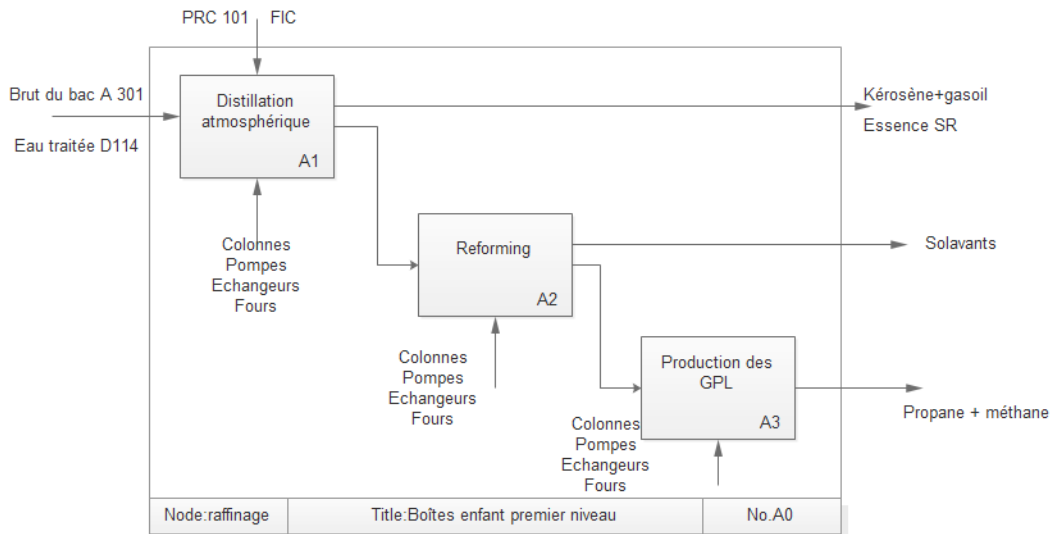 PRC 101 FIC
Brut du bac A 301
Eau traitée D114
Distillation
atmosphérique
A1
Kérosène+gasoil
Essence SR
Colonnes
Pompes
Echangeurs
Fours
Reforming
A2
Solavants
Colonnes
Pompes
Echangeurs
Fours
Production des
GPL
A3
Propane + méthane
Colonnes
Pompes
Echangeurs
Fours
Node:raffinage
Title:Boîtes enfant premier niveau
No.A0